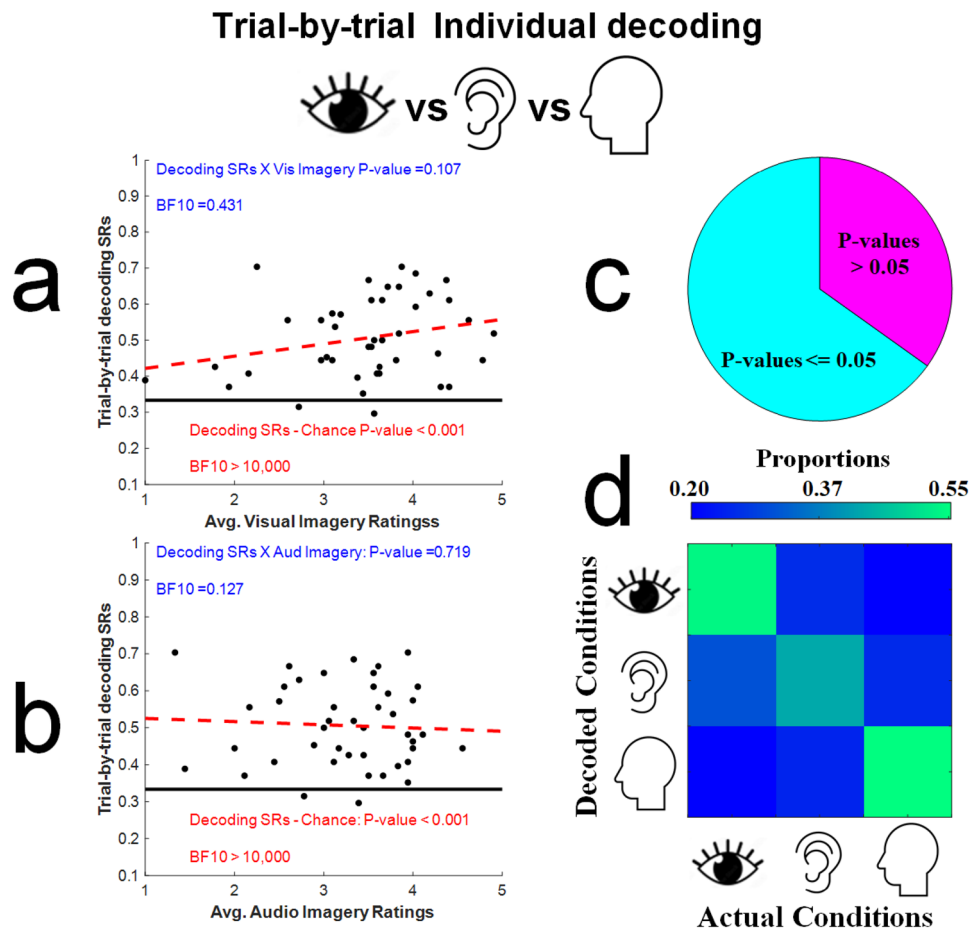 Trial-by-trial Individual decoding
vs vs
a
Decoding SRs X Vis Imagery P-value =0.107
BF10 =0.431
Trial-by-trial decoding SRs
1
0.9
0.8
0.7
0.6
0.5
0.4
0.3
0.2
0.1
Decoding SRs - Chance P-value < 0.001
BF10 > 10,000
1 2 3 4 5
Avg. Visual Imagery Ratingss
b
Decoding SRs X Aud Imagery: P-value =0.719
BF10 =0.127
Trial-by-trial decoding SRs
1
0.9
0.8
0.7
0.6
0.5
0.4
0.3
0.2
0.1
Decoding SRs - Chance: P-value < 0.001
BF10 > 10,000
1 2 3 4 5
Avg. Audio Imagery Ratings
c
P-values
> 0.05
P-values <= 0.05
d
Proportions
0.20 0.37 0.55
Decoded Conditions
Actual Conditions